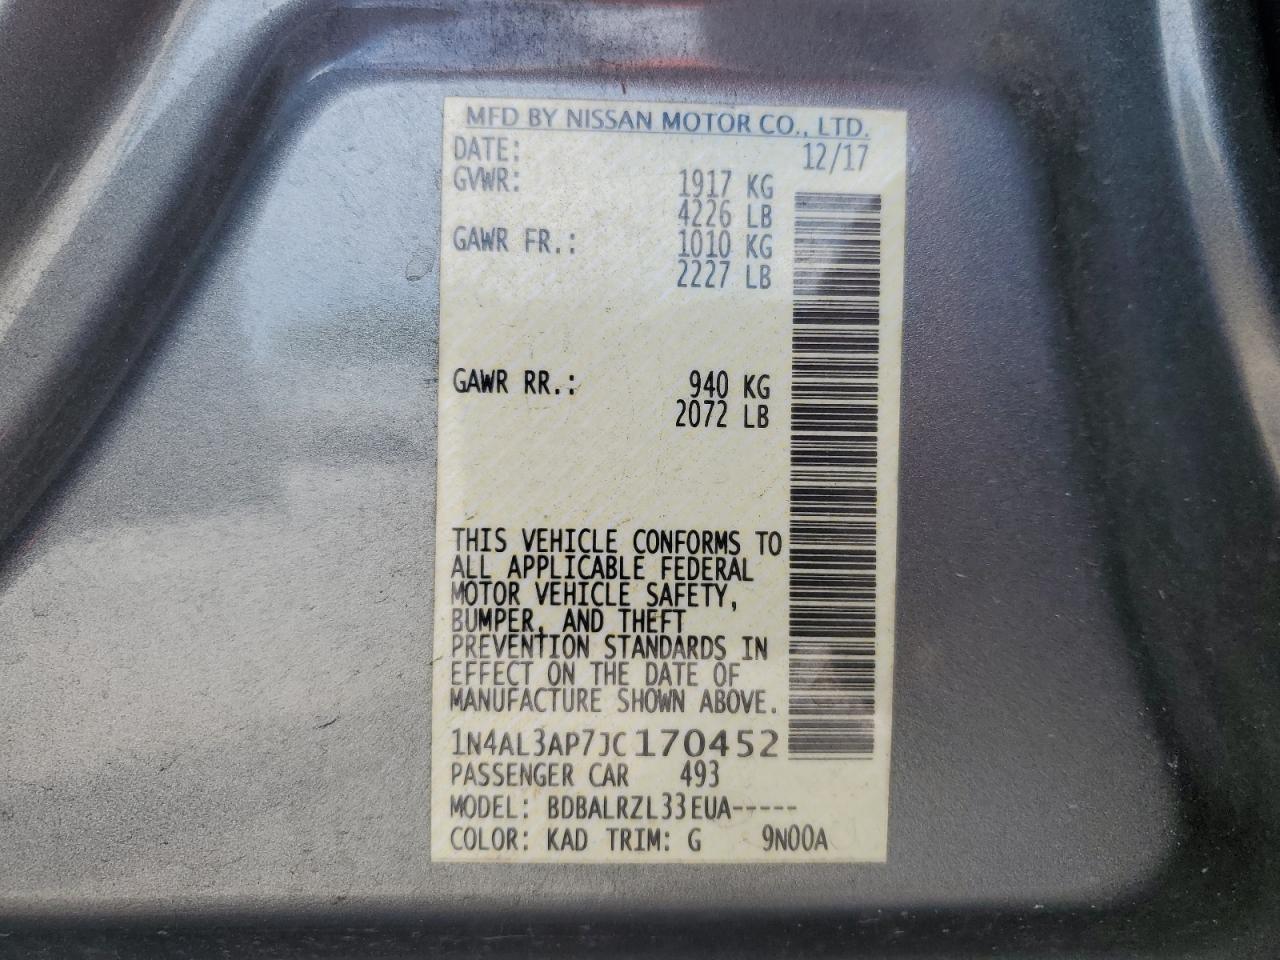 MFD BY NISSAN MOTOR CO., LTD.
DATE: 12/17
GVWR: 1917 KG
4226 LB
GAWR FR.: 1010 KG
2227 LB
GAWR RR.: 940 KG
2072 LB
THIS VEHICLE CONFORMS TO
ALL APPLICABLE FEDERAL
MOTOR VEHICLE SAFETY,
BUMPER, AND THEFT
PREVENTION STANDARDS IN
EFFECT ON THE DATE OF
MANUFACTURE SHOWN ABOVE.
1N4AL3AP7JC170452
PASSENGER CAR 493
MODEL: BDBALRZL33EUA-----
COLOR: KAD TRIM: G 9N00A